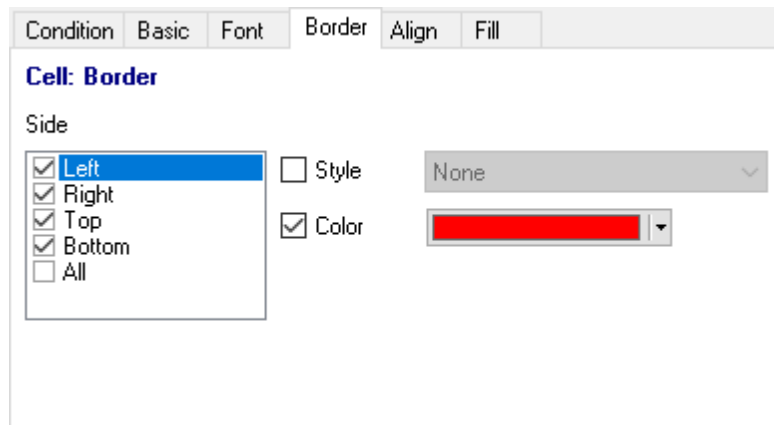 Condition Basic Font Border Align Fill
Cell: Border
Side
Left
Right
Top
Bottom
All
Style None
Color